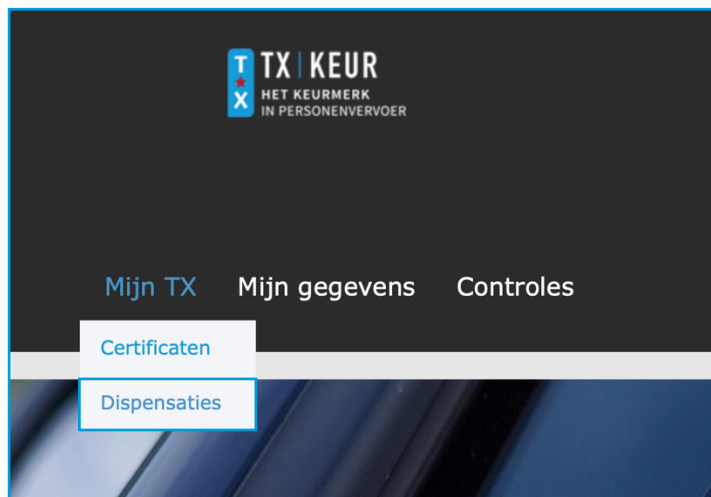 T
X
TX | KEUR
HET KEURMERK
IN PERSONENVERVOER
Mijn TX Mijn gegevens Controles
Certificaten
Dispensaties